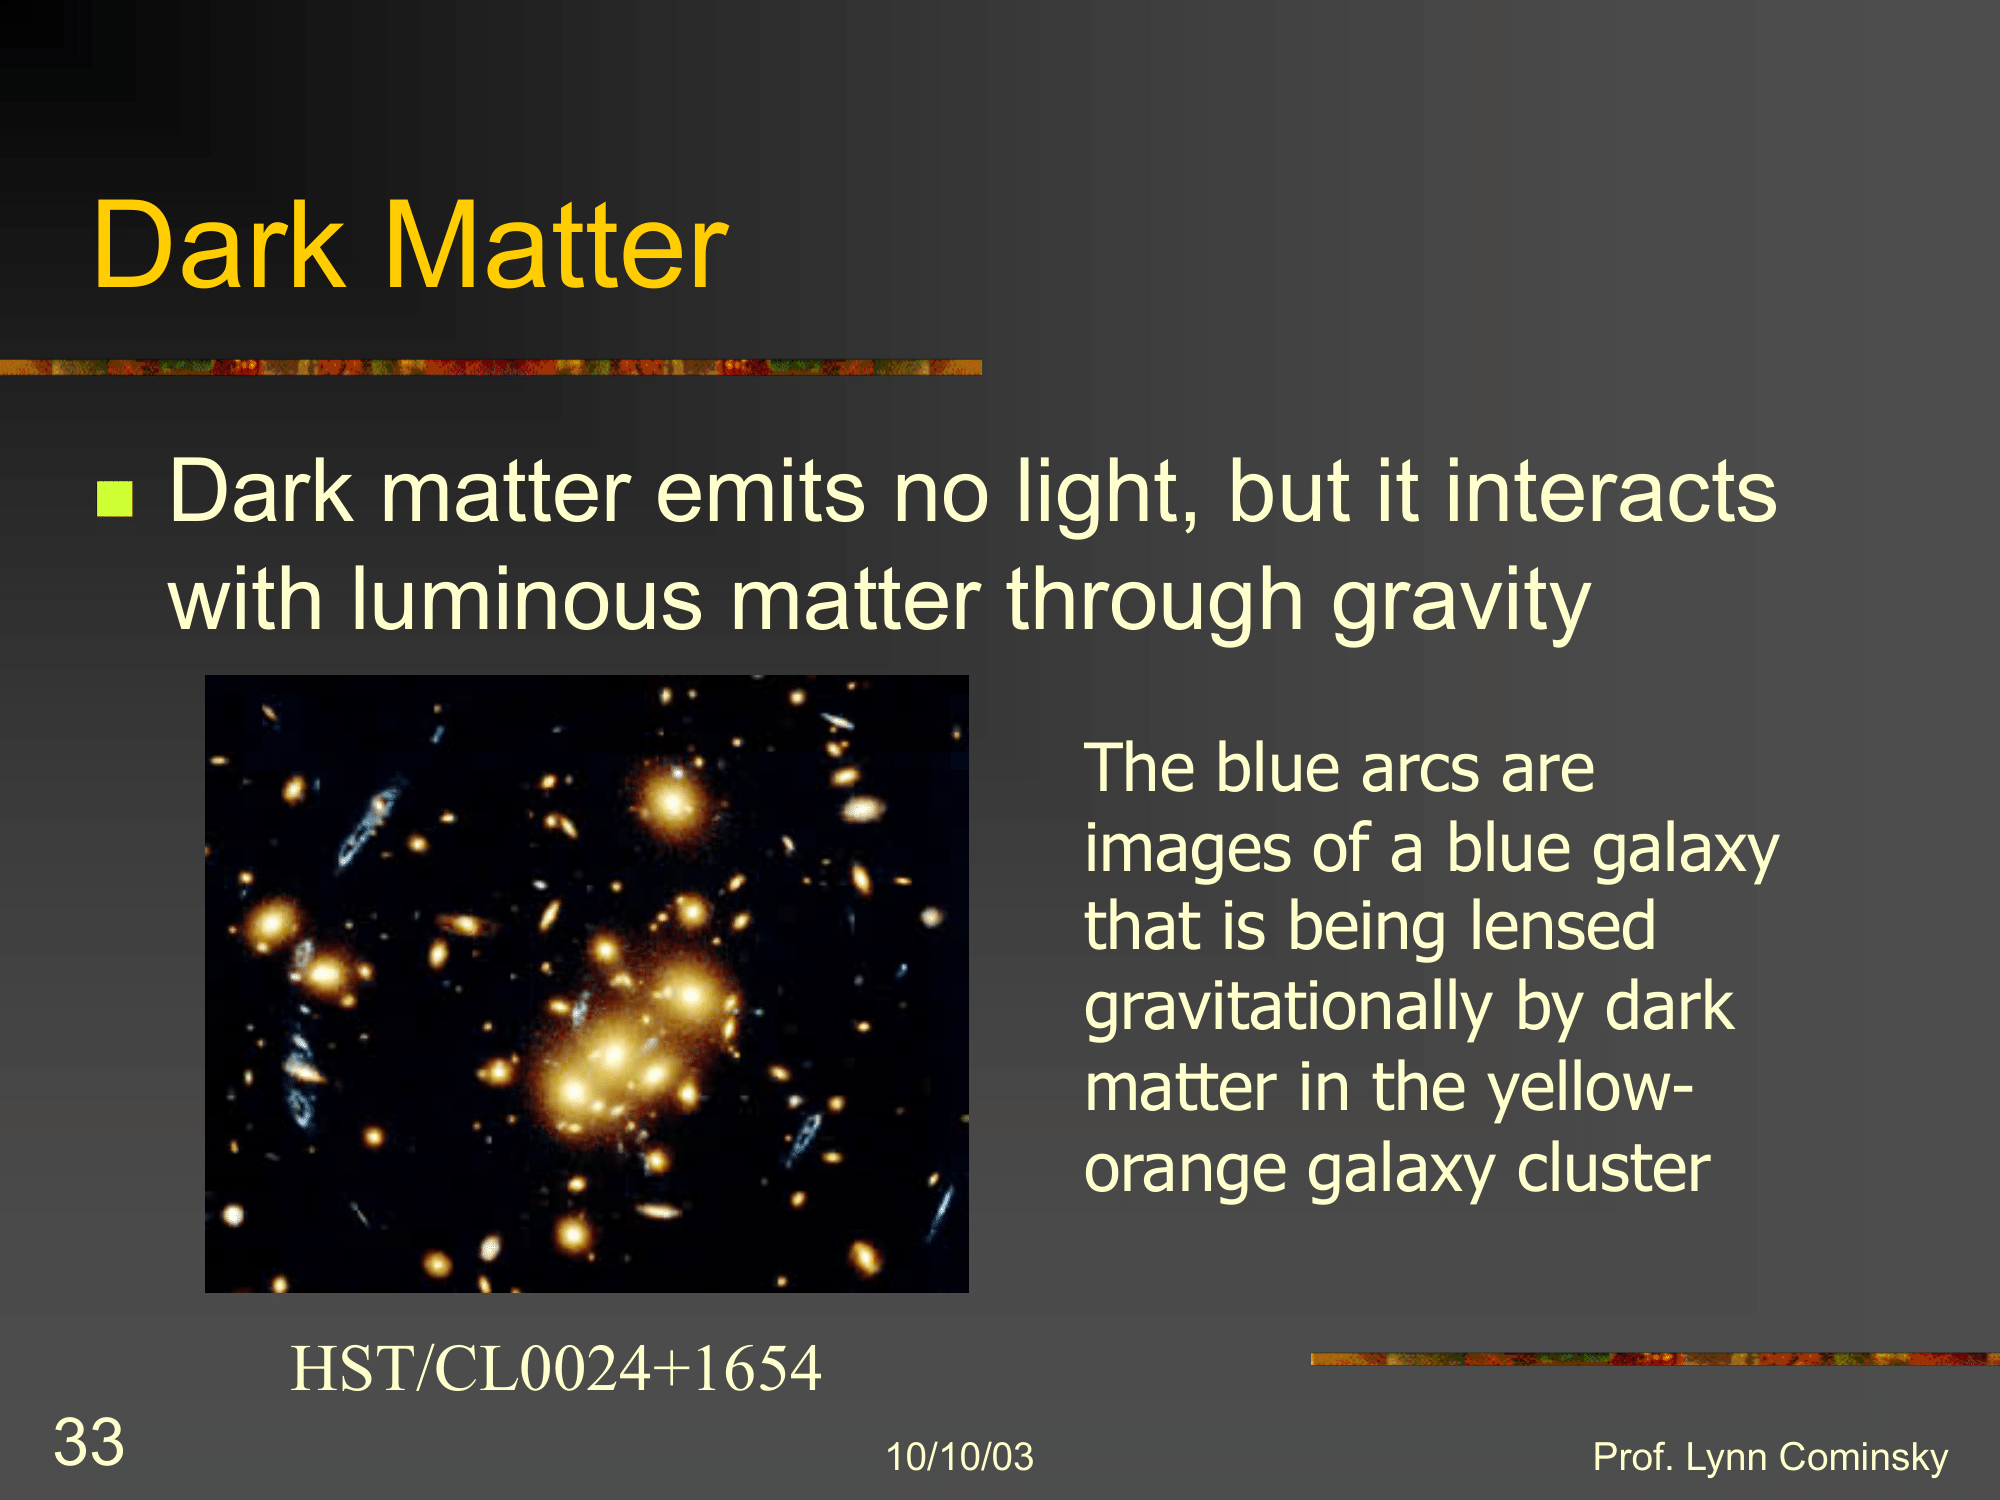 Dark Matter
Dark matter emits no light, but it interacts
with luminous matter through gravity
The blue arcs are
images of a blue galaxy
that is being lensed
gravitationally by dark
matter in the yellow-
orange galaxy cluster
HST/CL0024+1654
33
10/10/03
Prof. Lynn Cominsky